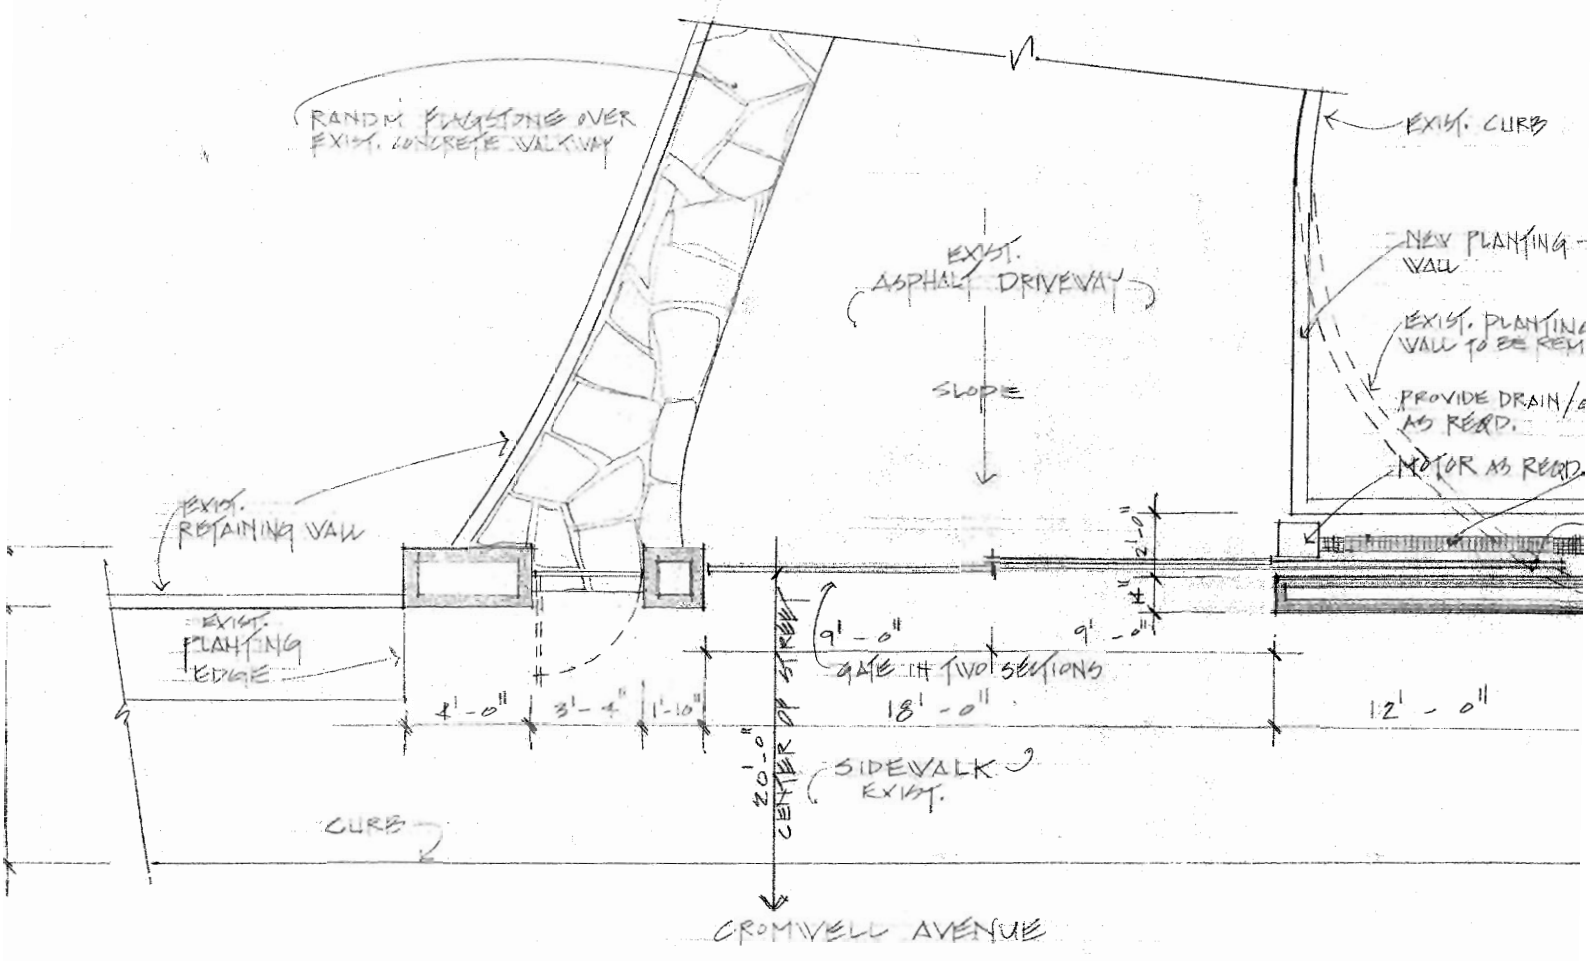 RANDM FLAGSTONE OVER
EXIST. CONCRETE WALKWAY
EXIST. CURB
NEW PLANTING
WALL
EXIST.
ASPHALT DRIVEWAY
EXIST. PLANTING
WALL TO BE REM
SLOPE
PROVIDE DRAIN/
AS REQD.
MOTOR AS REQD.
EXIST.
RETAINING WALL
2'-0"
EXIST.
PLANTING
EDGE
9'-0"
9'-0"
GATE IN TWO SECTIONS
4'-0"
3'-4"
1'-10"
18'-0"
12'-0"
20'-0"
CENTER OF STREET
SIDEWALK
EXIST.
CURB
CROMWELL AVENUE